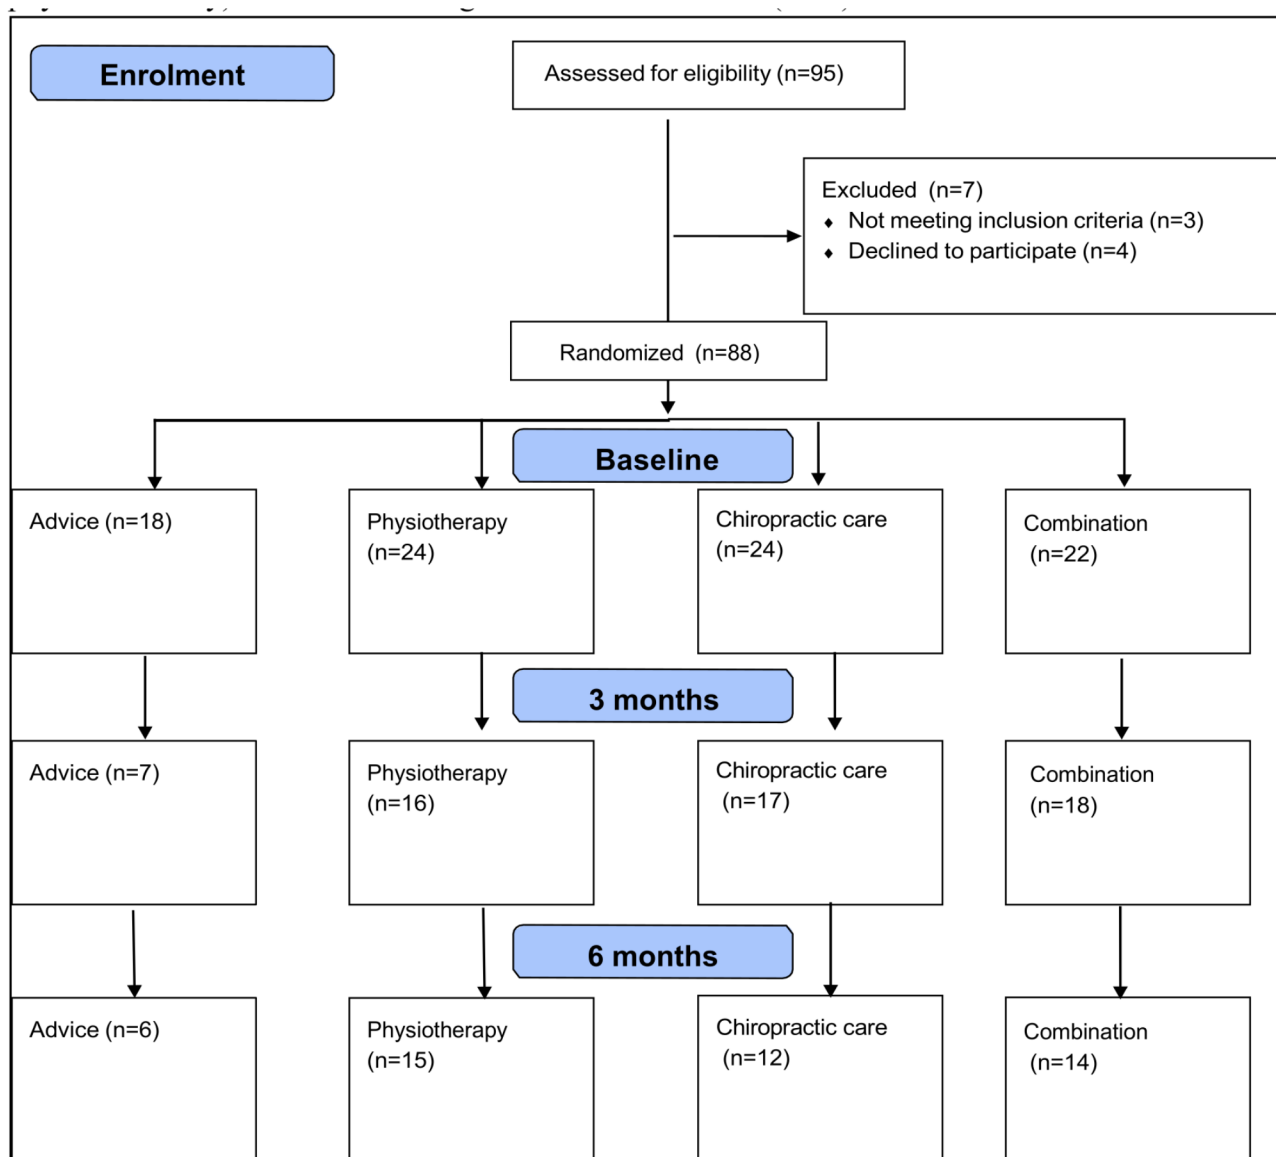 Enrolment
Assessed for eligibility (n=95)
Excluded (n=7)
♦ Not meeting inclusion criteria (n=3)
♦ Declined to participate (n=4)
Randomized (n=88)
Baseline
Advice (n=18)
Physiotherapy
(n=24)
Chiropractic care
(n=24)
Combination
(n=22)
3 months
Advice (n=7)
Physiotherapy
(n=16)
Chiropractic care
(n=17)
Combination
(n=18)
6 months
Advice (n=6)
Physiotherapy
(n=15)
Chiropractic care
(n=12)
Combination
(n=14)